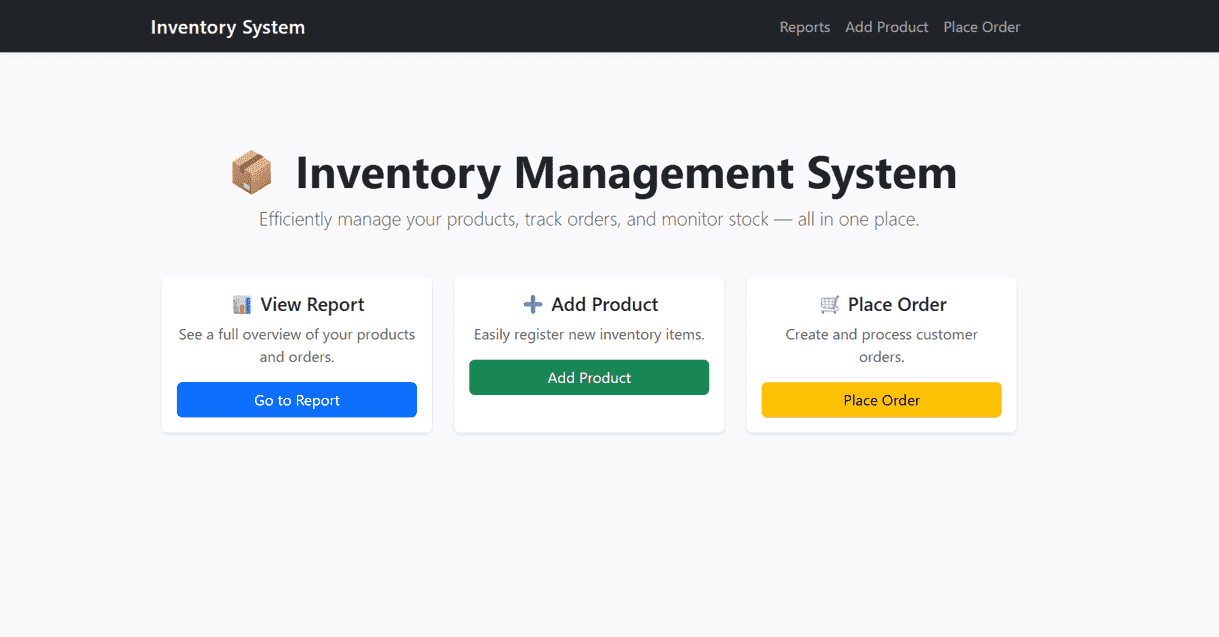 Inventory System
Reports Add Product Place Order
Inventory Management System
Efficiently manage your products, track orders, and monitor stock — all in one place.
View Report
See a full overview of your products
and orders.
Go to Report
Add Product
Easily register new inventory items.
Add Product
Place Order
Create and process customer
orders.
Place Order